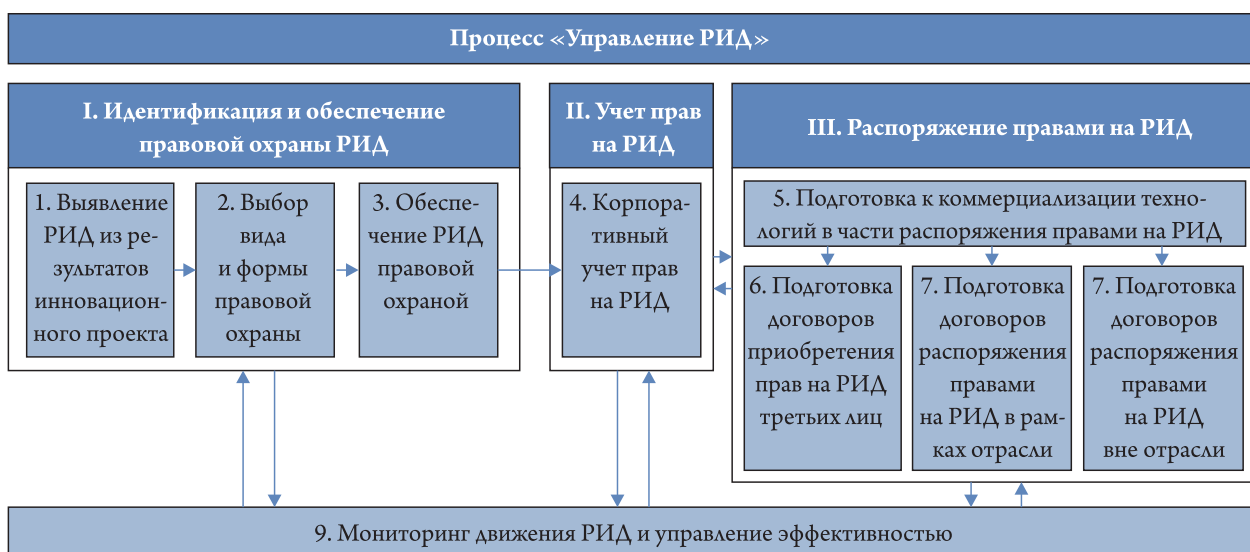 Процесс «Управление РИД»
I. Идентификация и обеспечение
правовой охраны РИД
II. Учет прав
на РИД
III. Распоряжение правами на РИД
1. Выявление
РИД из ре-
зультатов
инновацион-
ного проекта
2. Выбор
вида
и формы
правовой
охраны
3. Обеспе-
чение РИД
правовой
охраной
4. Корпора-
тивный
учет прав
на РИД
5. Подготовка к коммерциализации техно-
логий в части распоряжения правами на РИД
6. Подготовка
договоров
приобретения
прав на РИД
третьих лиц
7. Подготовка
договоров
распоряжения
правами
на РИД в рам-
ках отрасли
7. Подготовка
договоров
распоряжения
правами
на РИД
вне отрасли
9. Мониторинг движения РИД и управление эффективностью